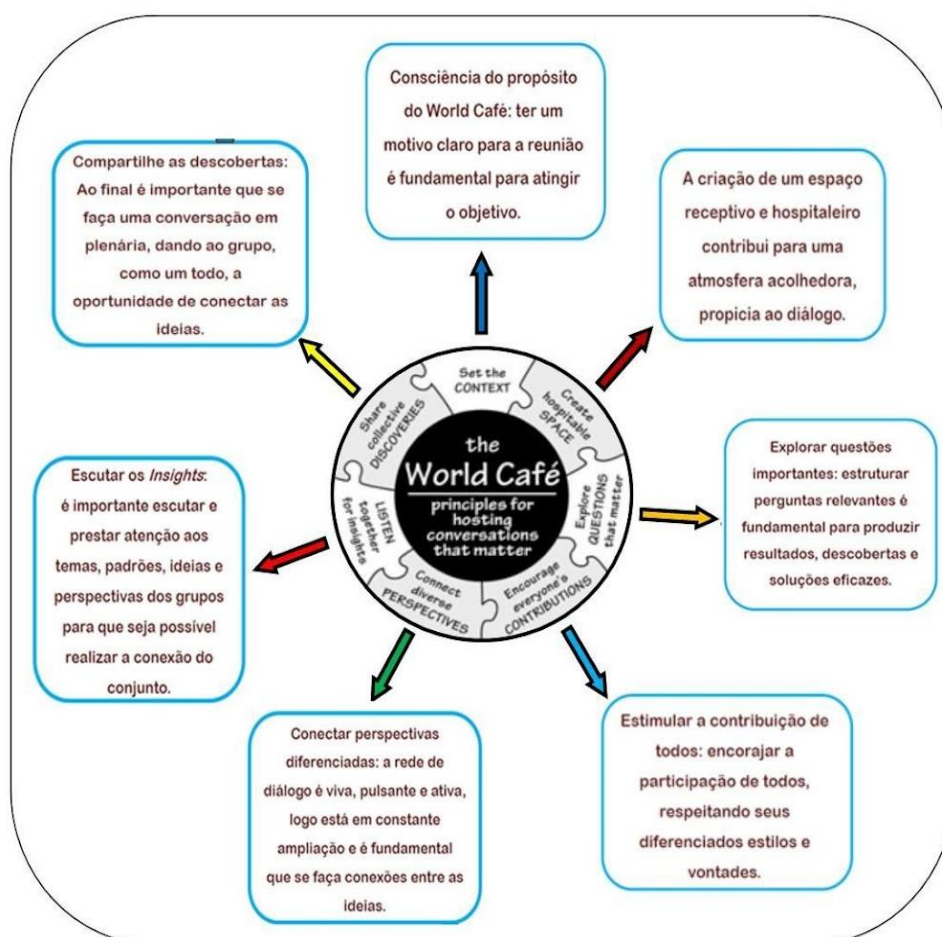 Consciência do propósito
do World Café: ter um
motivo claro para a reunião
é fundamental para atingir
o objetivo.
A criação de um espaço
receptivo e hospitaleiro
contribui para uma
atmosfera acolhedora,
propicia ao diálogo.
Explorar questões
importantes: estruturar
perguntas relevantes é
fundamental para produzir
resultados, descobertas e
soluções eficazes.
Estimular a contribuição de
todos: encorajar a
participação de todos,
respeitando seus
diferenciados estilos e
vontades.
Conectar perspectivas
diferenciadas: a rede de
diálogo é viva, pulsante e ativa,
logo está em constante
ampliação e é fundamental
que se faça conexões entre as
ideias.
Escutar os Insights:
é importante escutar e
prestar atenção aos
temas, padrões, ideias e
perspectivas dos grupos
para que seja possível
realizar a conexão do
conjunto.
Compartilhe as descobertas:
Ao final é importante que se
faça uma conversação em
plenária, dando ao grupo,
como um todo, a
oportunidade de conectar as
ideias.
Set the
CONTEXT
Create
hospitable
SPACE
Explore
QUESTIONS
that matter
Encourage
everyone's
CONTRIBUTIONS
Connect
diverse
PERSPECTIVES
LISTEN
together
for insights
Share
collective
DISCOVERIES
the
World Café
principles for
hosting
conversations
that matter